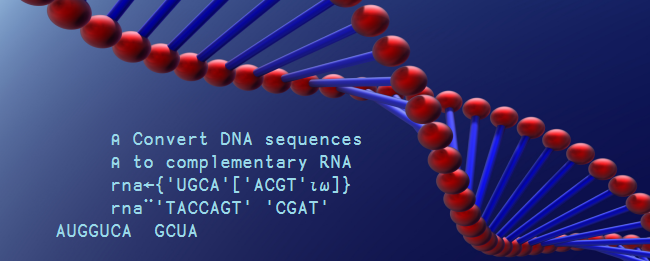 ⍝ Convert DNA sequences
⍝ to complementary RNA
rna←{'UGCA'['ACGT'⍳⍵]}
rna¨'TACCAGT' 'CGAT'
AUGGUCA  GCUA